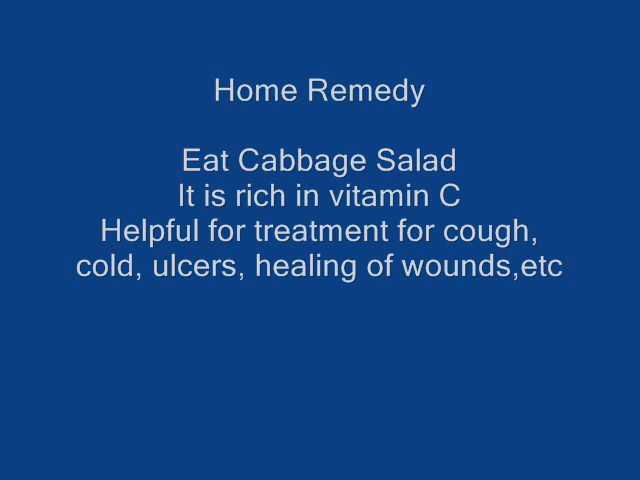 Home Remedy
Eat Cabbage Salad
It is rich in vitamin C
Helpful for treatment for cough,
cold, ulcers, healing of wounds,etc